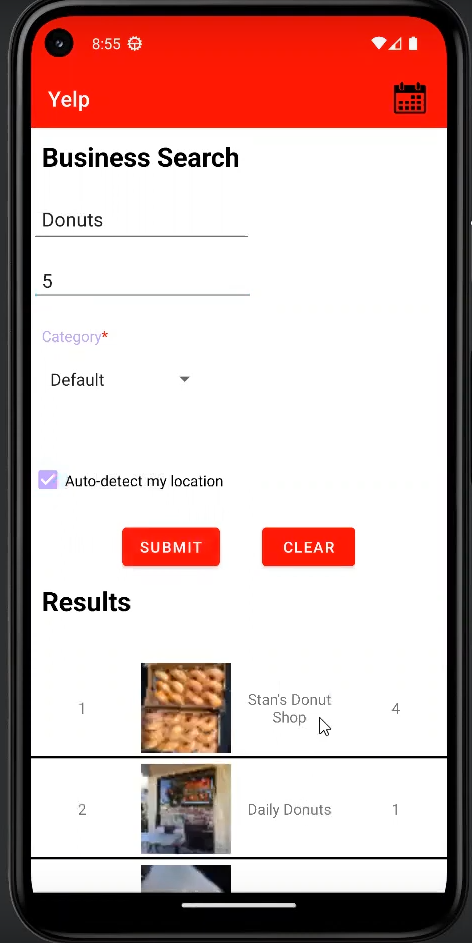 8:55
Yelp
Business Search
Donuts
5
Category*
Default
Auto-detect my location
SUBMIT
CLEAR
Results
1
Stan's Donut
Shop
4
2
Daily Donuts
1